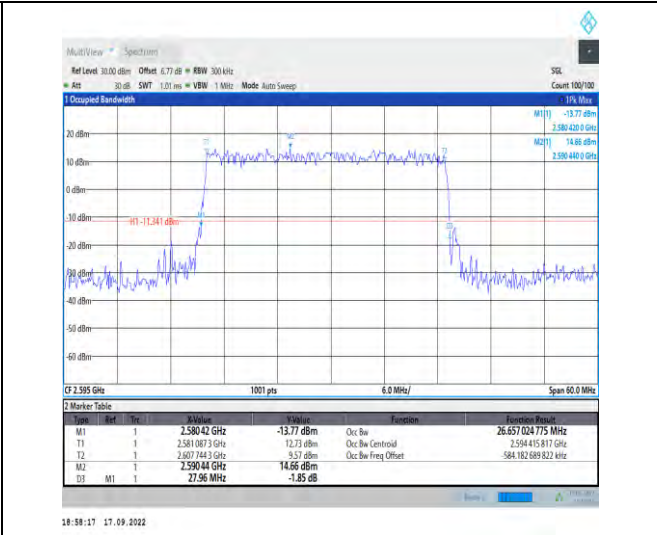 MultiView Spectrum
Ref Level 30.00 dBm Offset 6.77 dB RBW 300 kHz SGL
Att 30 dB SWT 1.01 ms VBW 1 MHz Mode Auto Sweep Count 100/100
1 Occupied Bandwidth 1Pk Max
M1[1] -13.77 dBm
2.580 420 0 GHz
20 dBm
M2[1] 14.66 dBm
2.590 440 0 GHz
M2
T1
T2
10 dBm
0 dBm
-10 dBm
M1
H1 -11.341 dBm
D3
-20 dBm
-30 dBm
-40 dBm
-50 dBm
-60 dBm
CF 2.595 GHz 1001 pts 6.0 MHz/ Span 60.0 MHz
2 Marker Table
Type Ref Trc X-Value Y-Value Function Function Result
M1 1 2.580 42 GHz -13.77 dBm Occ Bw 26.657 024 775 MHz
T1 1 2.581 087 3 GHz 12.73 dBm Occ Bw Centroid 2.594 415 817 GHz
T2 1 2.607 744 3 GHz 9.57 dBm Occ Bw Freq Offset -584.182 689 822 kHz
M2 1 2.590 44 GHz 14.66 dBm
D3 M1 1 27.96 MHz -1.85 dB
18:58:17 17.09.2022